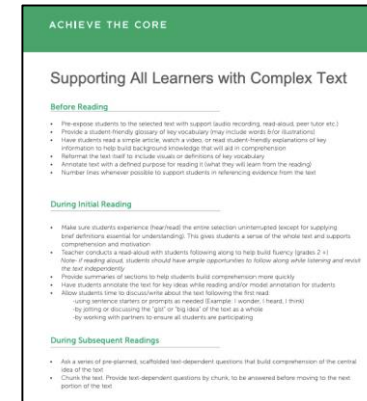 ACHIEVE THE CORE
Supporting All Learners with Complex Text
Before Reading
• Pre-expose students to the selected text with support (audio recording, read-aloud, peer tutor etc.)
• Provide a student-friendly glossary of key vocabulary (may include words &/or illustrations)
• Have students read a simple article, watch a video, or read student-friendly explanations of key
information to help build background knowledge that will aid in comprehension
• Reformat the text itself to include visuals or definitions of key vocabulary
• Annotate text with a defined purpose for reading it (what they will learn from the reading)
• Number lines whenever possible to support students in referencing evidence from the text
During Initial Reading
• Make sure students experience (hear/read) the entire selection uninterrupted (except for supplying
brief definitions essential for understanding). This gives students a sense of the whole text and supports
comprehension and motivation
• Teacher conducts a read-aloud with students following along to help build fluency (grades 2 +)
Note: if reading aloud, students should have ample opportunities to follow along while listening and revisit
the text independently
• Provide summaries of sections to help students build comprehension more quickly
• Have students annotate the text for key ideas while reading and/or model annotation for students
• Allow students time to discuss/write about the text following the first read:
-using sentence starters or prompts as needed (Example: I wonder, I heard, I think)
-by jotting or discussing the "gist" or "big idea" of the text as a whole
-by working with partners to ensure all students are participating
During Subsequent Readings
• Ask a series of pre-planned, scaffolded text-dependent questions that build comprehension of the central
idea of the text
• Chunk the text. Provide text-dependent questions by chunk, to be answered before moving to the next
portion of the text